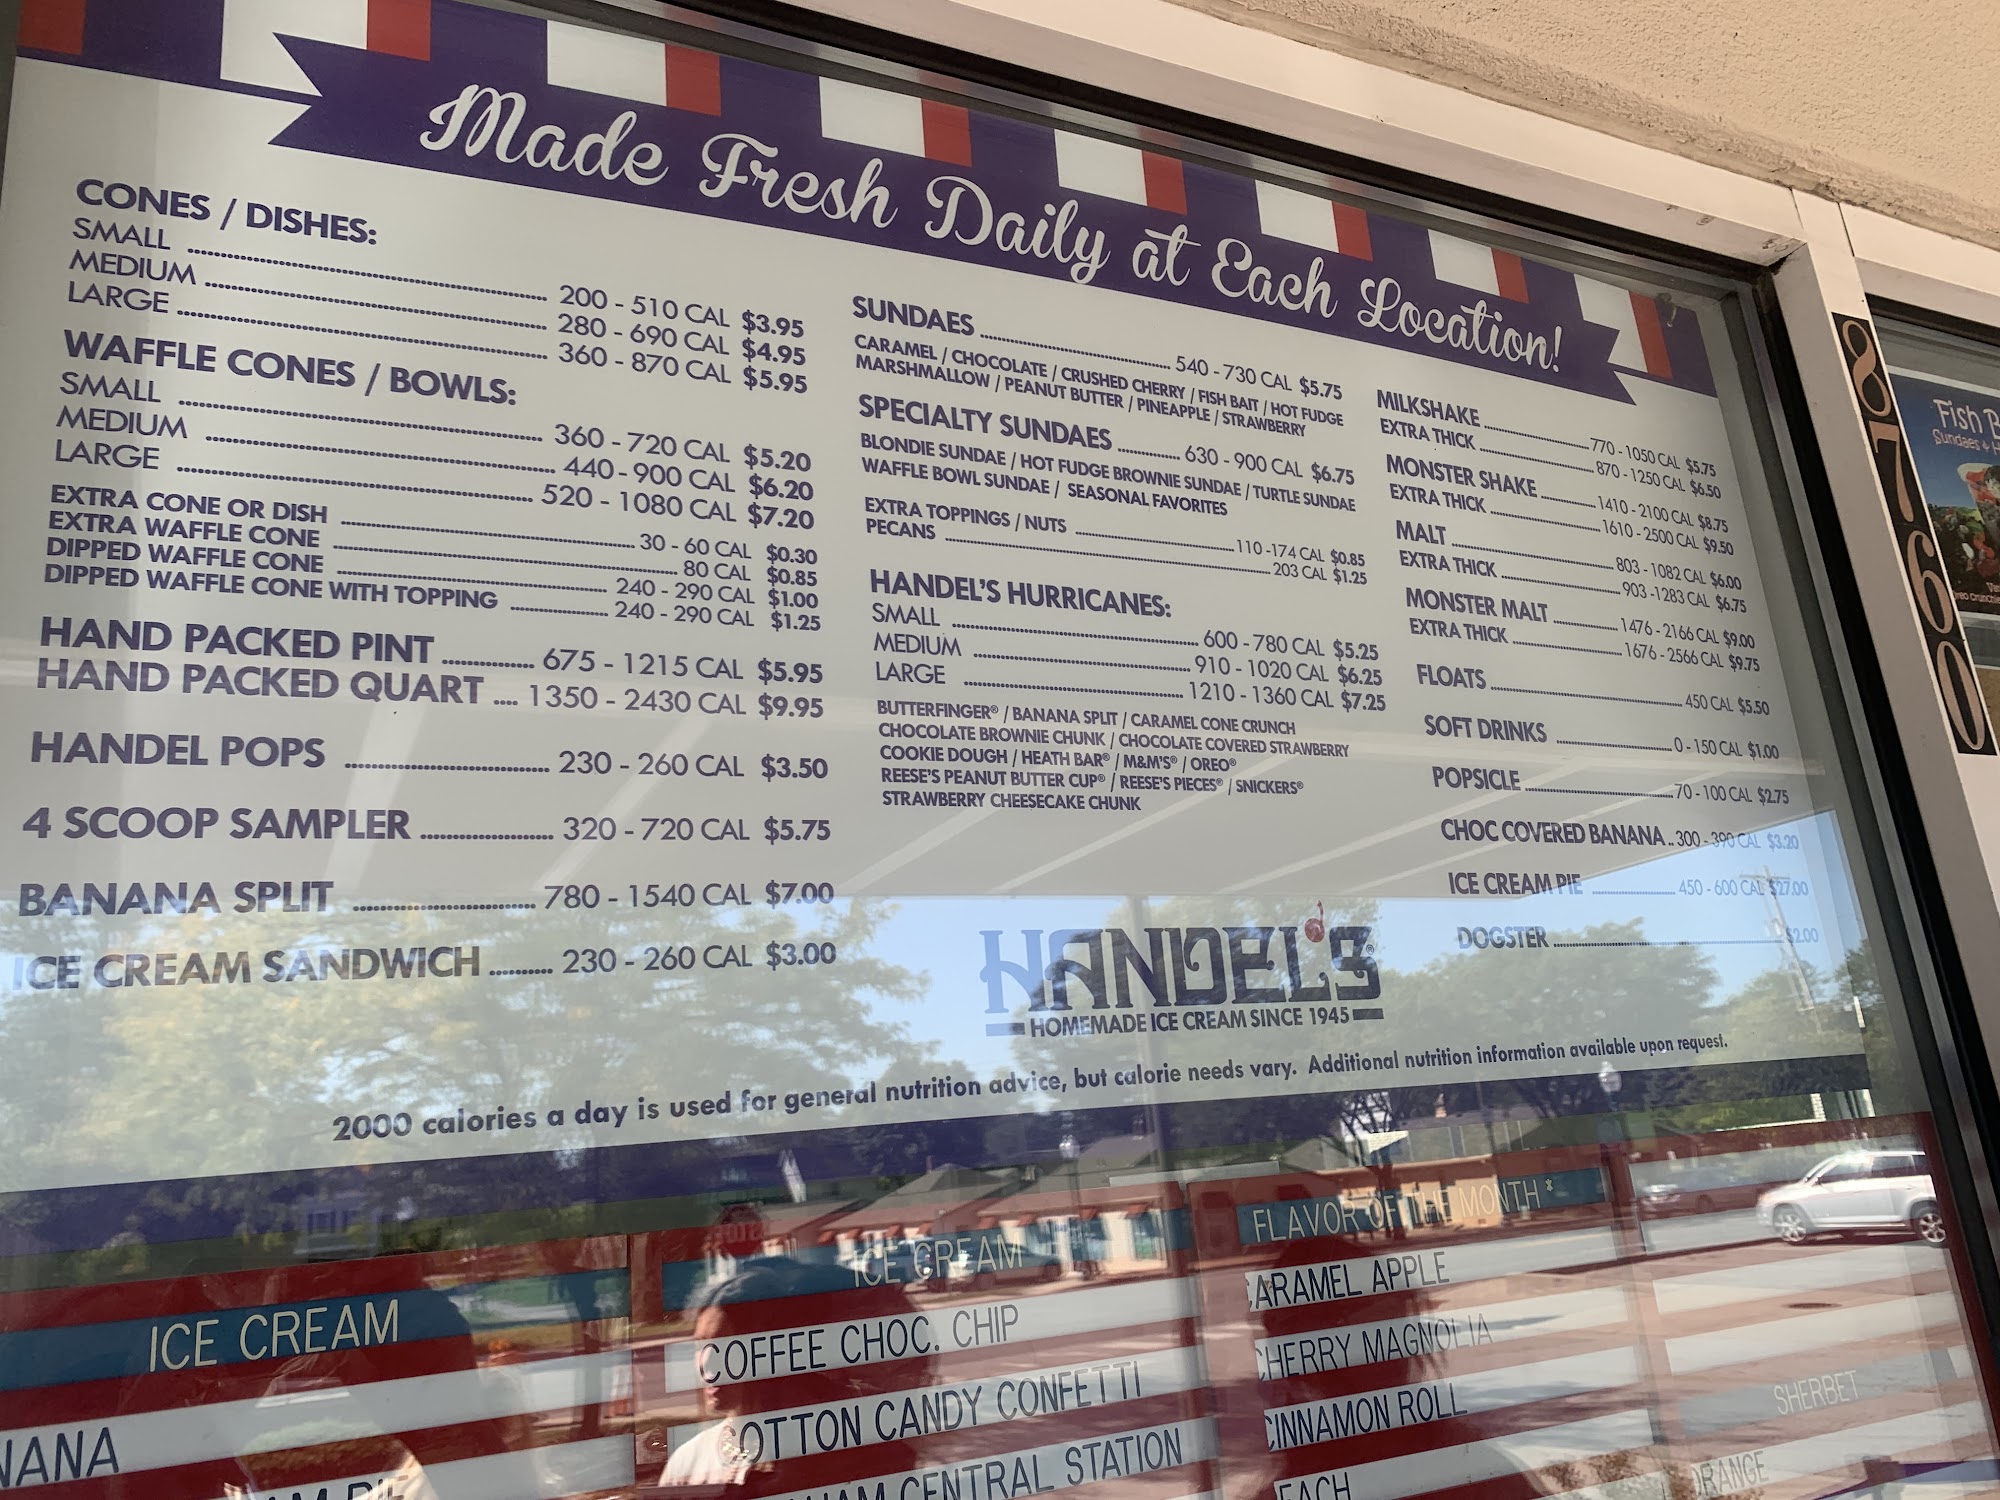 Made Fresh Daily at Each Location!
CONES / DISHES:
SMALL 200 - 510 CAL $3.95
MEDIUM 280 - 690 CAL $4.95
LARGE 360 - 870 CAL $5.95
WAFFLE CONES / BOWLS:
SMALL 360 - 720 CAL $5.20
MEDIUM 440 - 900 CAL $6.20
LARGE 520 - 1080 CAL $7.20
EXTRA CONE OR DISH 30 - 60 CAL $0.30
EXTRA WAFFLE CONE 80 CAL $0.85
DIPPED WAFFLE CONE 240 - 290 CAL $1.00
DIPPED WAFFLE CONE WITH TOPPING 240 - 290 CAL $1.25
HAND PACKED PINT 675 - 1215 CAL $5.95
HAND PACKED QUART 1350 - 2430 CAL $9.95
HANDEL POPS 230 - 260 CAL $3.50
4 SCOOP SAMPLER 320 - 720 CAL $5.75
BANANA SPLIT 780 - 1540 CAL $7.00
ICE CREAM SANDWICH 230 - 260 CAL $3.00
SUNDAES 540 - 730 CAL $5.75
CARAMEL / CHOCOLATE / CRUSHED CHERRY / FISH BAIT / HOT FUDGE
MARSHMALLOW / PEANUT BUTTER / PINEAPPLE / STRAWBERRY
SPECIALTY SUNDAES 630 - 900 CAL $6.75
BLONDIE SUNDAE / HOT FUDGE BROWNIE SUNDAE / TURTLE SUNDAE
WAFFLE BOWL SUNDAE / SEASONAL FAVORITES
EXTRA TOPPINGS / NUTS 110 -174 CAL $0.85
PECANS 203 CAL $1.25
HANDEL'S HURRICANES:
SMALL 600 - 780 CAL $5.25
MEDIUM 910 - 1020 CAL $6.25
LARGE 1210 - 1360 CAL $7.25
BUTTERFINGER® / BANANA SPLIT / CARAMEL CONE CRUNCH
CHOCOLATE BROWNIE CHUNK / CHOCOLATE COVERED STRAWBERRY
COOKIE DOUGH / HEATH BAR® / M&M'S® / OREO®
REESE'S PEANUT BUTTER CUP® / REESE'S PIECES® / SNICKERS®
STRAWBERRY CHEESECAKE CHUNK
MILKSHAKE 770 - 1050 CAL $5.75
EXTRA THICK 870 - 1250 CAL $6.50
MONSTER SHAKE 1410 - 2100 CAL $8.75
EXTRA THICK 1610 - 2500 CAL $9.50
MALT 803 - 1082 CAL $6.00
EXTRA THICK 903 -1283 CAL $6.75
MONSTER MALT 1476 - 2166 CAL $9.00
EXTRA THICK 1676 - 2566 CAL $9.75
FLOATS 450 CAL $5.50
SOFT DRINKS 0 - 150 CAL $1.00
POPSICLE 70 - 100 CAL $2.75
CHOC COVERED BANANA 300 - 390 CAL $3.20
ICE CREAM PIE 450 - 600 CAL $27.00
DOGSTER $2.00
HANDEL'S®
HOMEMADE ICE CREAM SINCE 1945
2000 calories a day is used for general nutrition advice, but calorie needs vary. Additional nutrition information available upon request.
8760
Fish B
Sundaes & H
ICE CREAM
NANA
AM PIE
ICE CREAM
COFFEE CHOC. CHIP
COTTON CANDY CONFETTI
HAM CENTRAL STATION
FLAVOR OF THE MONTH
CARAMEL APPLE
CHERRY MAGNOLIA
CINNAMON ROLL
EACH
SHERBET
ORANGE